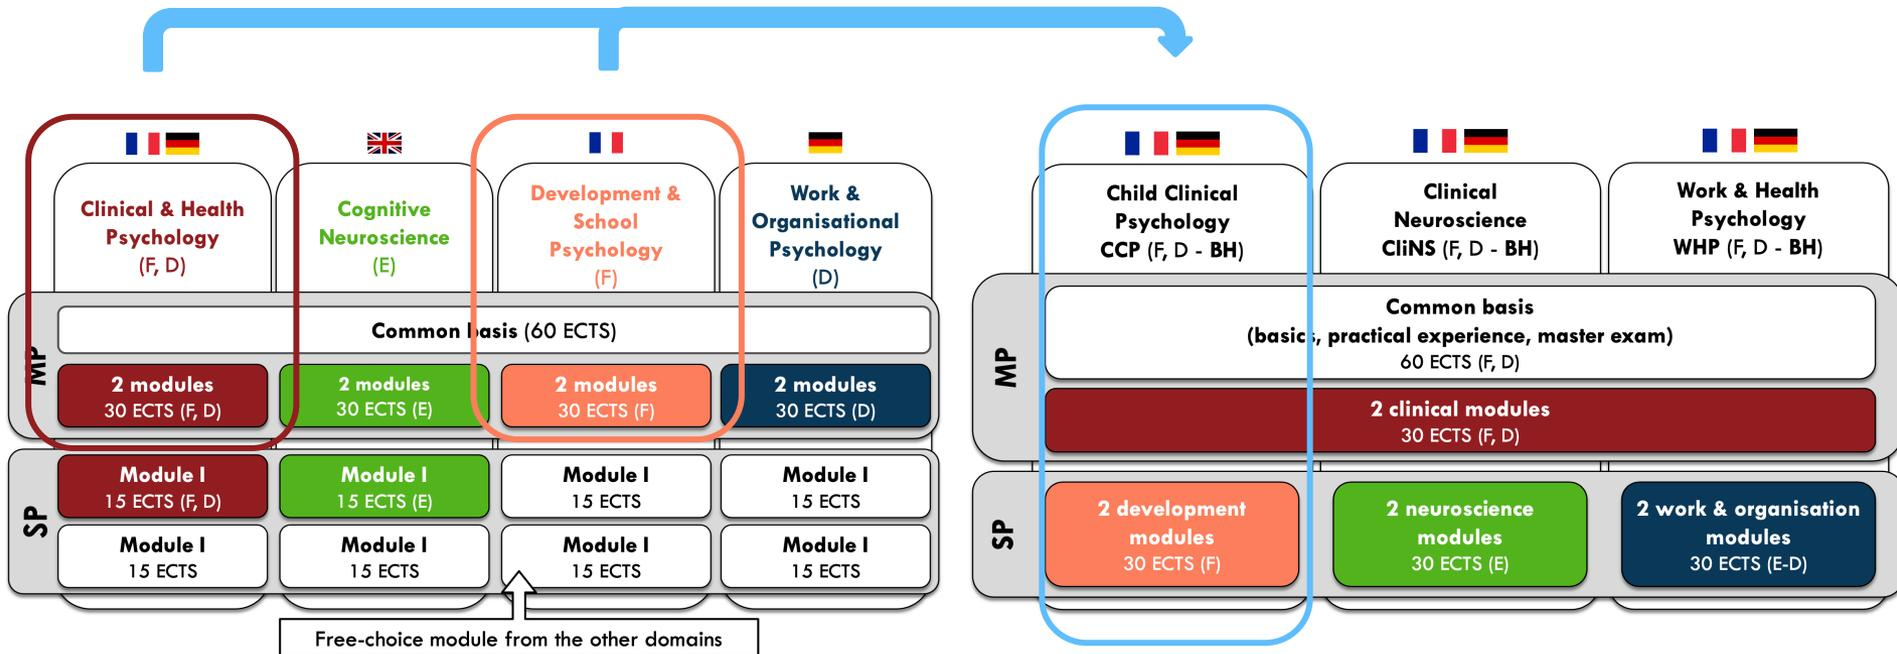 Clinical & Health
Psychology
(F, D)
Cognitive
Neuroscience
(E)
Development &
School
Psychology
(F)
Work &
Organisational
Psychology
(D)
MP
Common basis (60 ECTS)
2 modules
30 ECTS (F, D)
2 modules
30 ECTS (E)
2 modules
30 ECTS (F)
2 modules
30 ECTS (D)
SP
Module I
15 ECTS (F, D)
Module I
15 ECTS (E)
Module I
15 ECTS
Module I
15 ECTS
Module I
15 ECTS
Module I
15 ECTS
Module I
15 ECTS
Module I
15 ECTS
Free-choice module from the other domains
Child Clinical
Psychology
CCP (F, D - BH)
Clinical
Neuroscience
CliNS (F, D - BH)
Work & Health
Psychology
WHP (F, D - BH)
MP
Common basis
(basics, practical experience, master exam)
60 ECTS (F, D)
2 clinical modules
30 ECTS (F, D)
SP
2 development
modules
30 ECTS (F)
2 neuroscience
modules
30 ECTS (E)
2 work & organisation
modules
30 ECTS (E-D)